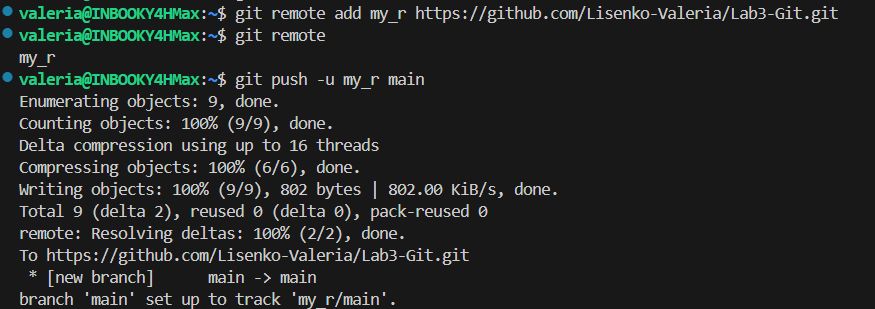 valeria@INBOOKY4HMax:~$ git remote add my_r https://github.com/Lisenko-Valeria/Lab3-Git.git
valeria@INBOOKY4HMax:~$ git remote
my_r
valeria@INBOOKY4HMax:~$ git push -u my_r main
Enumerating objects: 9, done.
Counting objects: 100% (9/9), done.
Delta compression using up to 16 threads
Compressing objects: 100% (6/6), done.
Writing objects: 100% (9/9), 802 bytes | 802.00 KiB/s, done.
Total 9 (delta 2), reused 0 (delta 0), pack-reused 0
remote: Resolving deltas: 100% (2/2), done.
To https://github.com/Lisenko-Valeria/Lab3-Git.git
 * [new branch]      main -> main
branch 'main' set up to track 'my_r/main'.